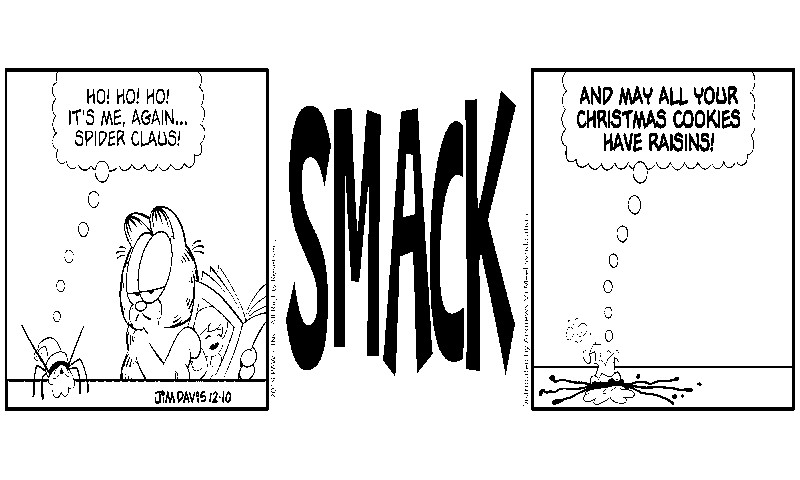 HO! HO! HO!
IT'S ME, AGAIN...
SPIDER CLAUS!
JIM DAVIS 12-10
SMACK
AND MAY ALL YOUR
CHRISTMAS COOKIES
HAVE RAISINS!